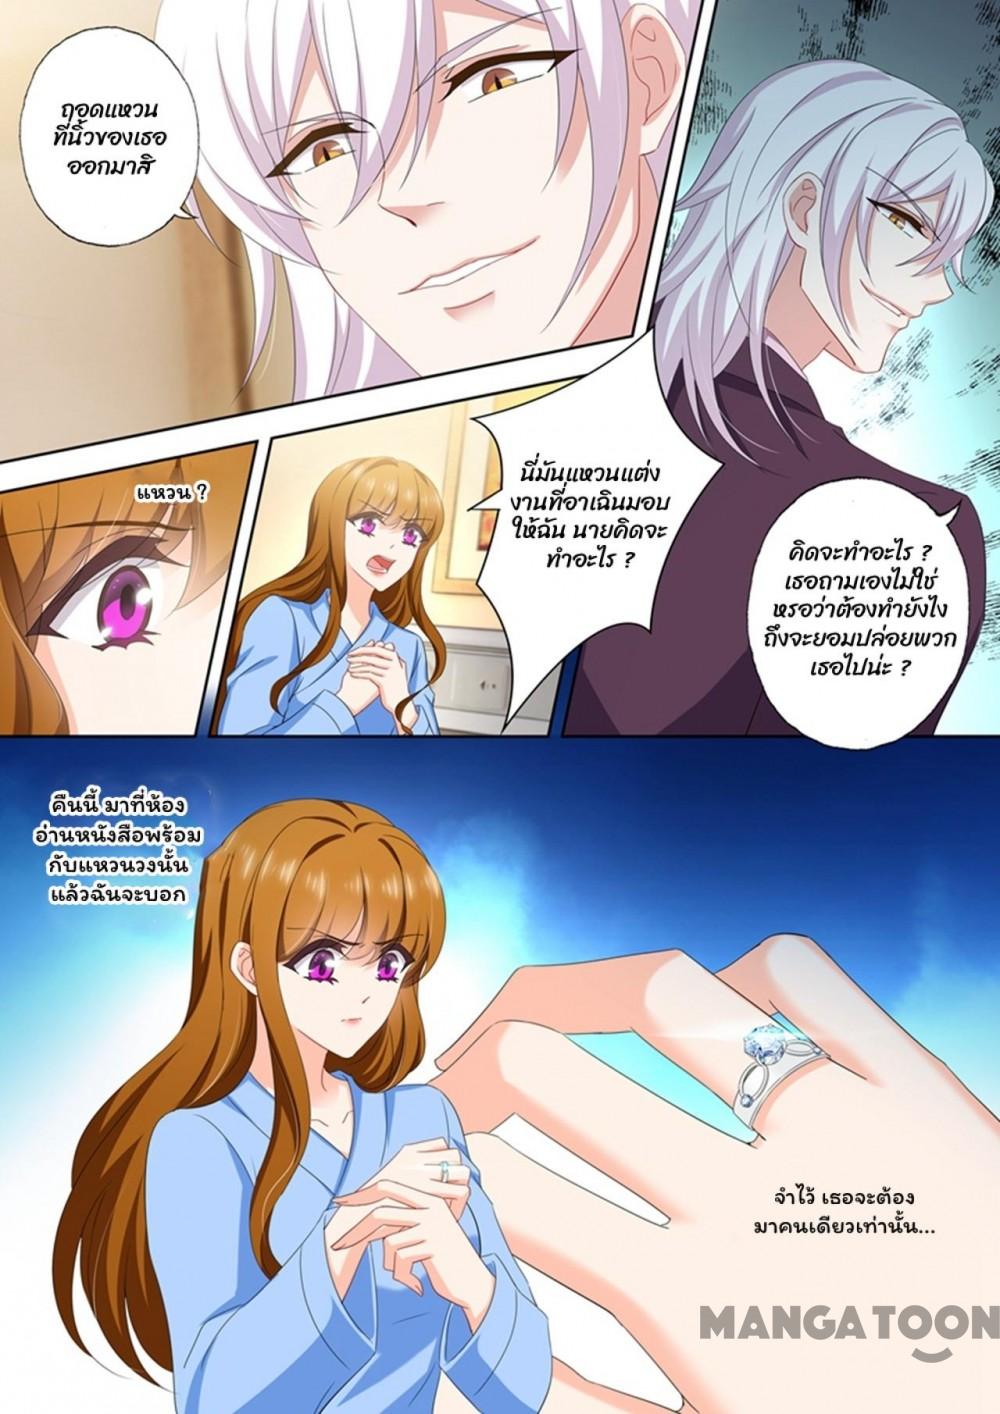 ถอดแหวน
ที่นิ้วของเธอ
ออกมาสิ
แหวน ?
นี่มันแหวนแต่ง
งานที่อาเฉินมอบ
ให้ฉัน นายคิดจะ
ทำอะไร ?
คิดจะทำอะไร ?
เธอถามเองไม่ใช่
หรอว่าต้องทำยังไง
ถึงจะยอมปล่อยพวก
เธอไปน่ะ ?
คืนนี้ มาที่ห้อง
อ่านหนังสือพร้อม
กับแหวนวงนั้น
แล้วฉันจะบอก
จำไว้ เธอจะต้อง
มาคนเดียวเท่านั้น...
MANGATOON